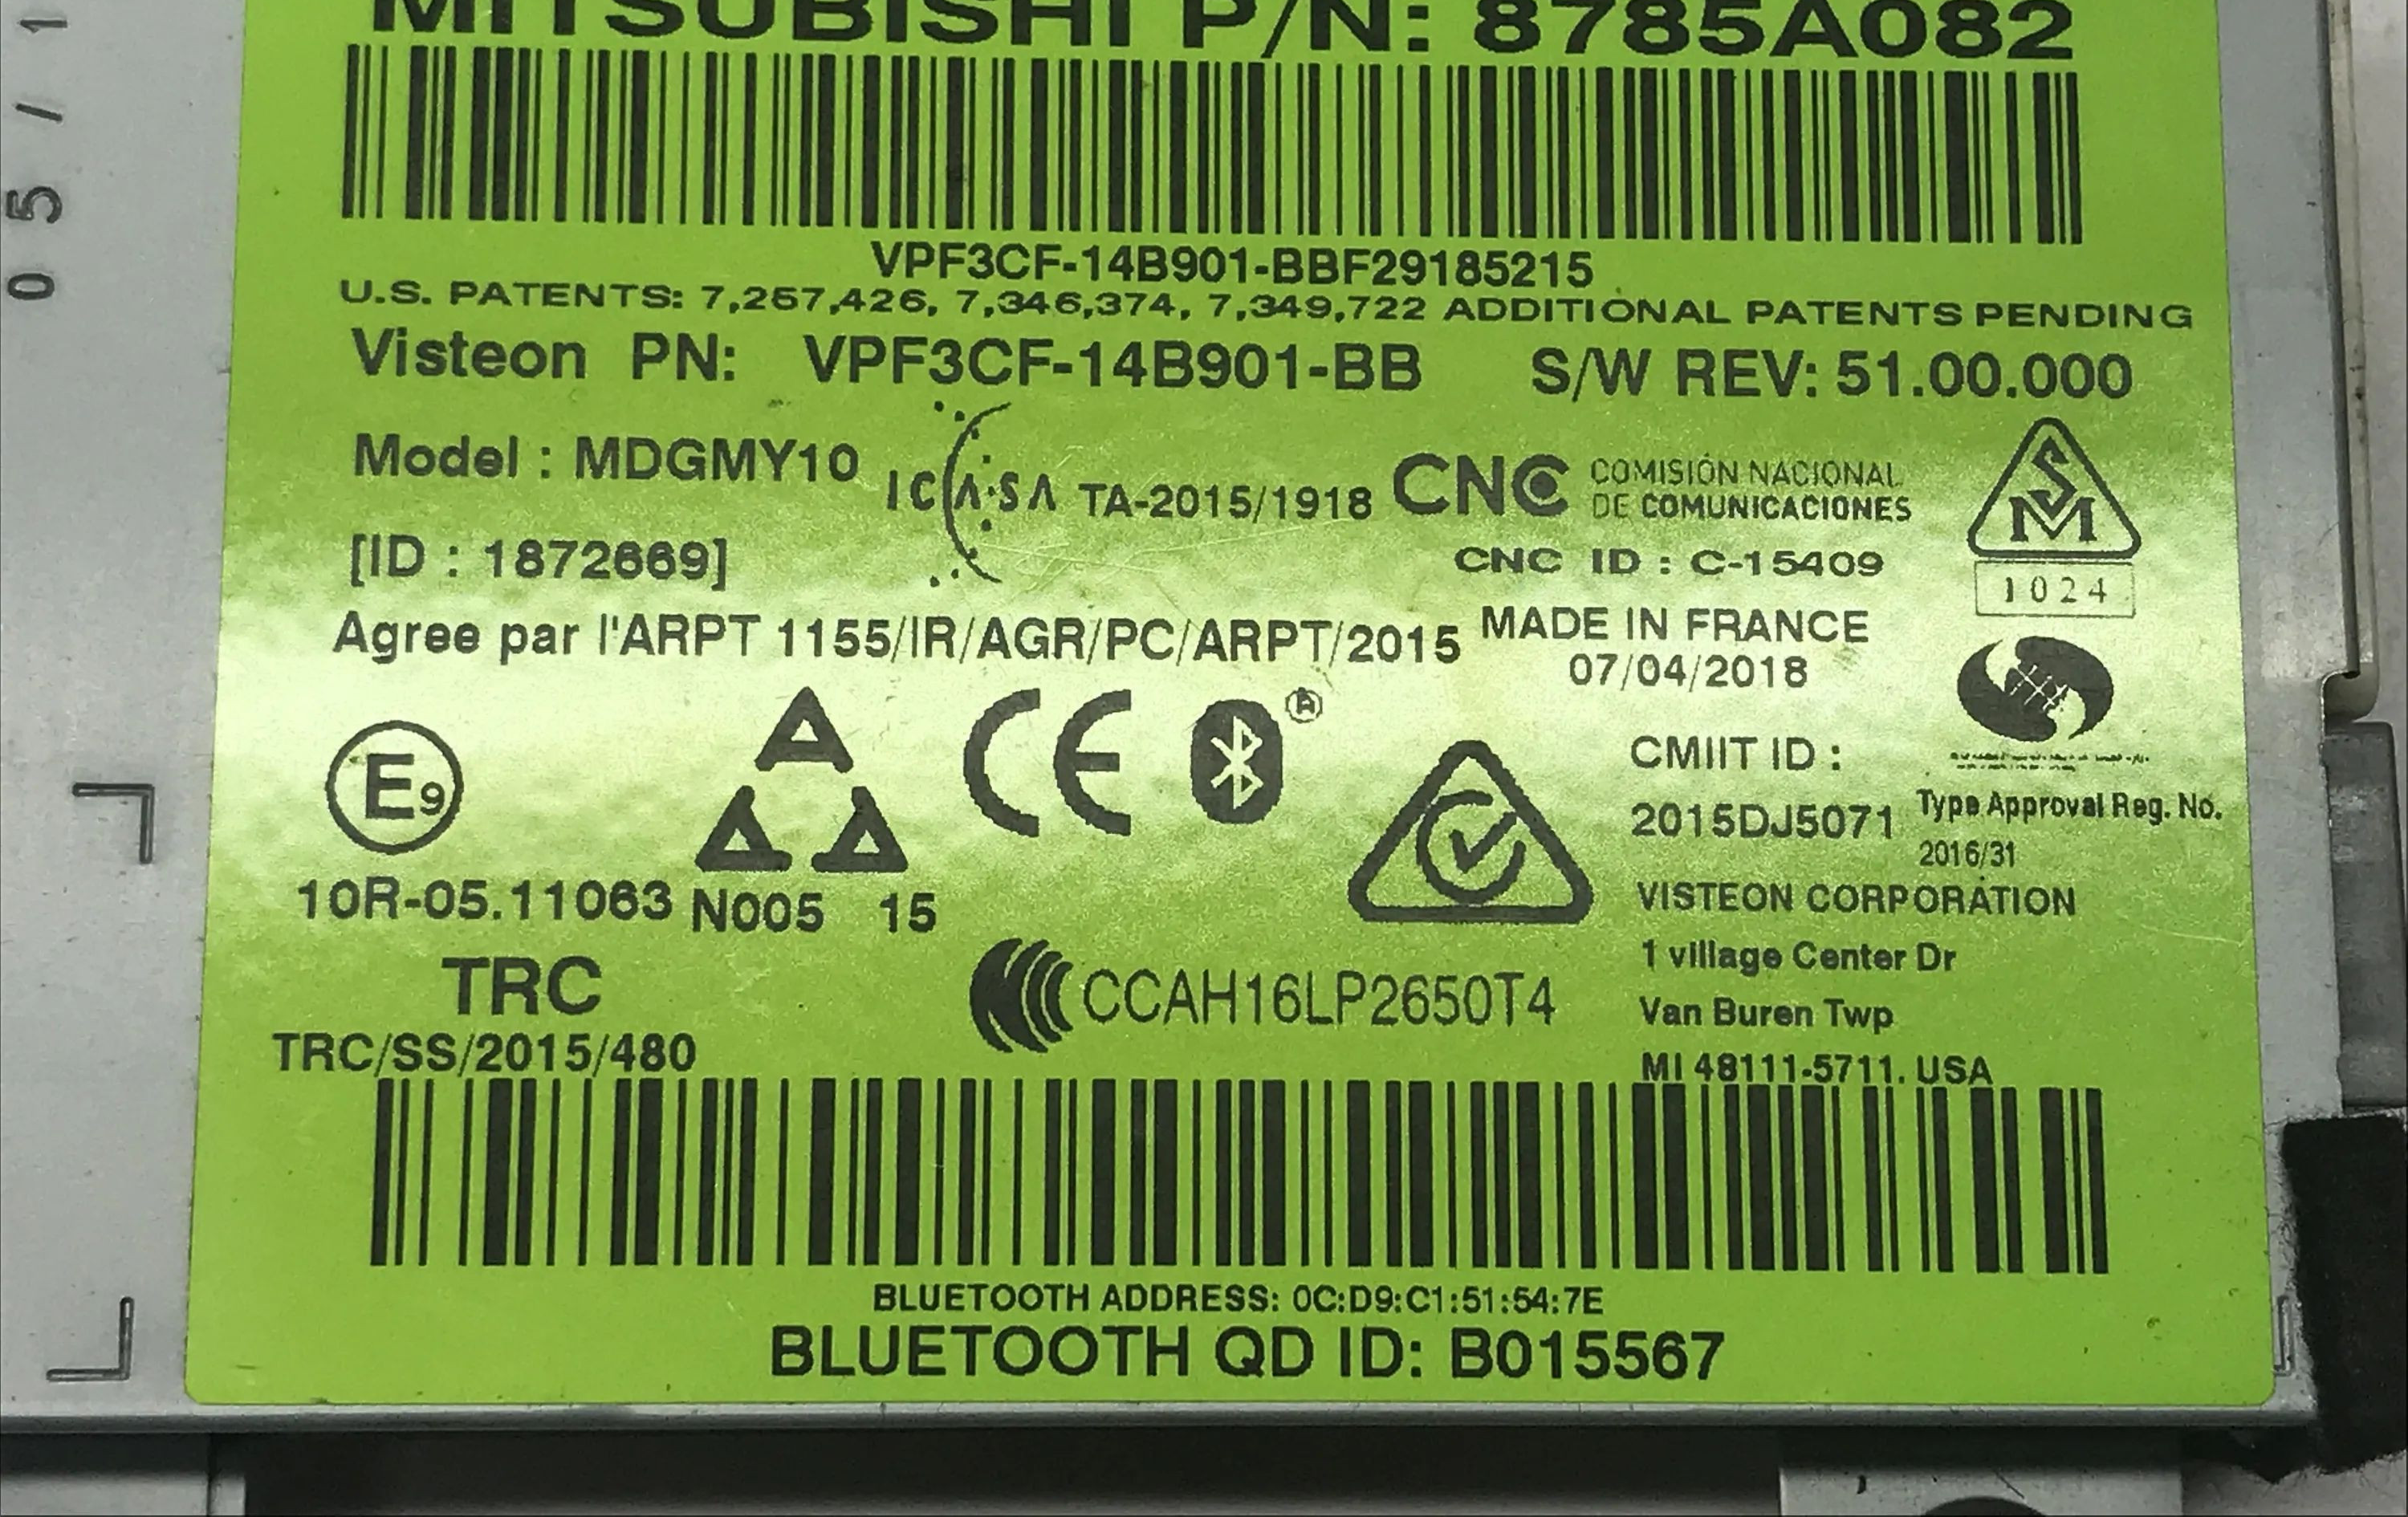 05/1
MITSUBISHI P/N: 8785A082
VPF3CF-14B901-BBF29185215
U.S. PATENTS: 7,267,426, 7,346,374, 7,349,722 ADDITIONAL PATENTS PENDING
Visteon PN: VPF3CF-14B901-BB S/W REV: 51.00.000
Model : MDGMY10
ICASA TA-2015/1918
CNC COMISIÓN NACIONAL
DE COMUNICACIONES
SM
[ID : 1872669]
CNC ID : C-15409
1024
Agree par l'ARPT 1155/IR/AGR/PC/ARPT/2015
MADE IN FRANCE
07/04/2018
E9
CE
®
CMIIT ID :
2015DJ5071
Type Approval Reg. No.
2016/31
10R-05.11063
N005 15
VISTEON CORPORATION
1 village Center Dr
Van Buren Twp
MI 48111-5711. USA
TRC
TRC/SS/2015/480
CCAH16LP2650T4
BLUETOOTH ADDRESS: 0C:D9:C1:51:54:7E
BLUETOOTH QD ID: B015567